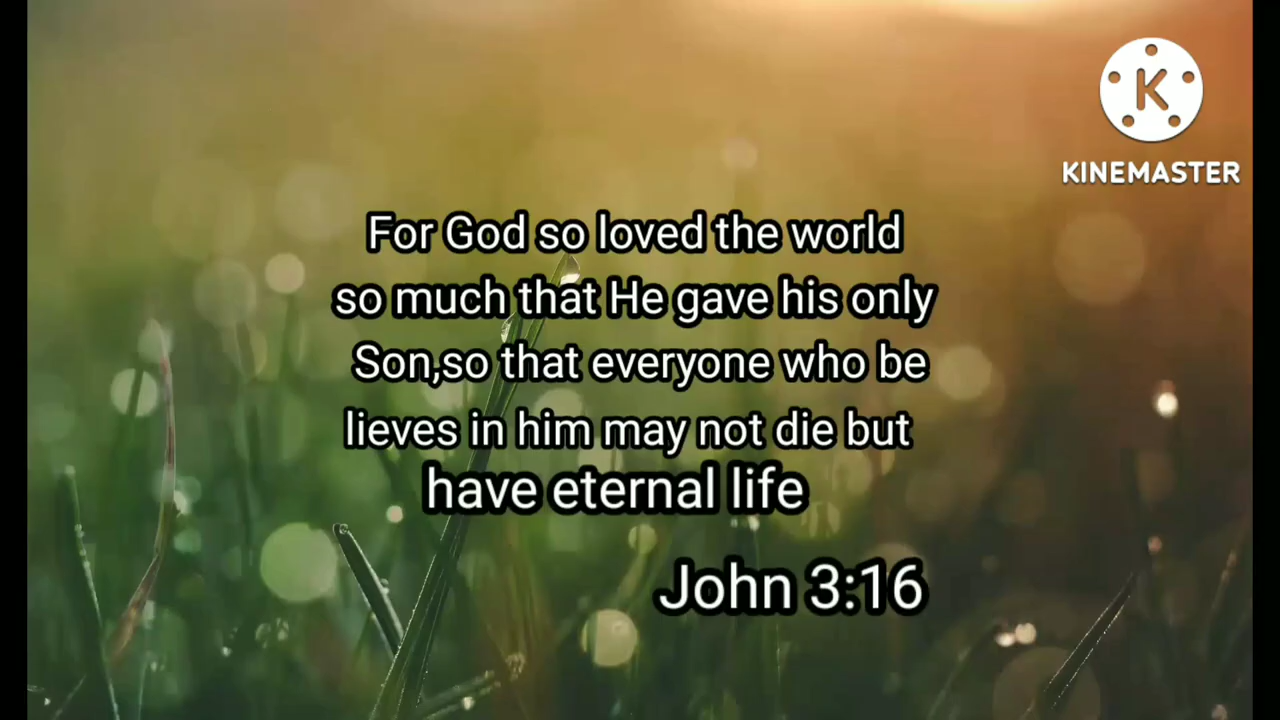 K
KINEMASTER
For God so loved the world
so much that He gave his only
Son,so that everyone who be
lieves in him may not die but
have eternal life
John 3:16